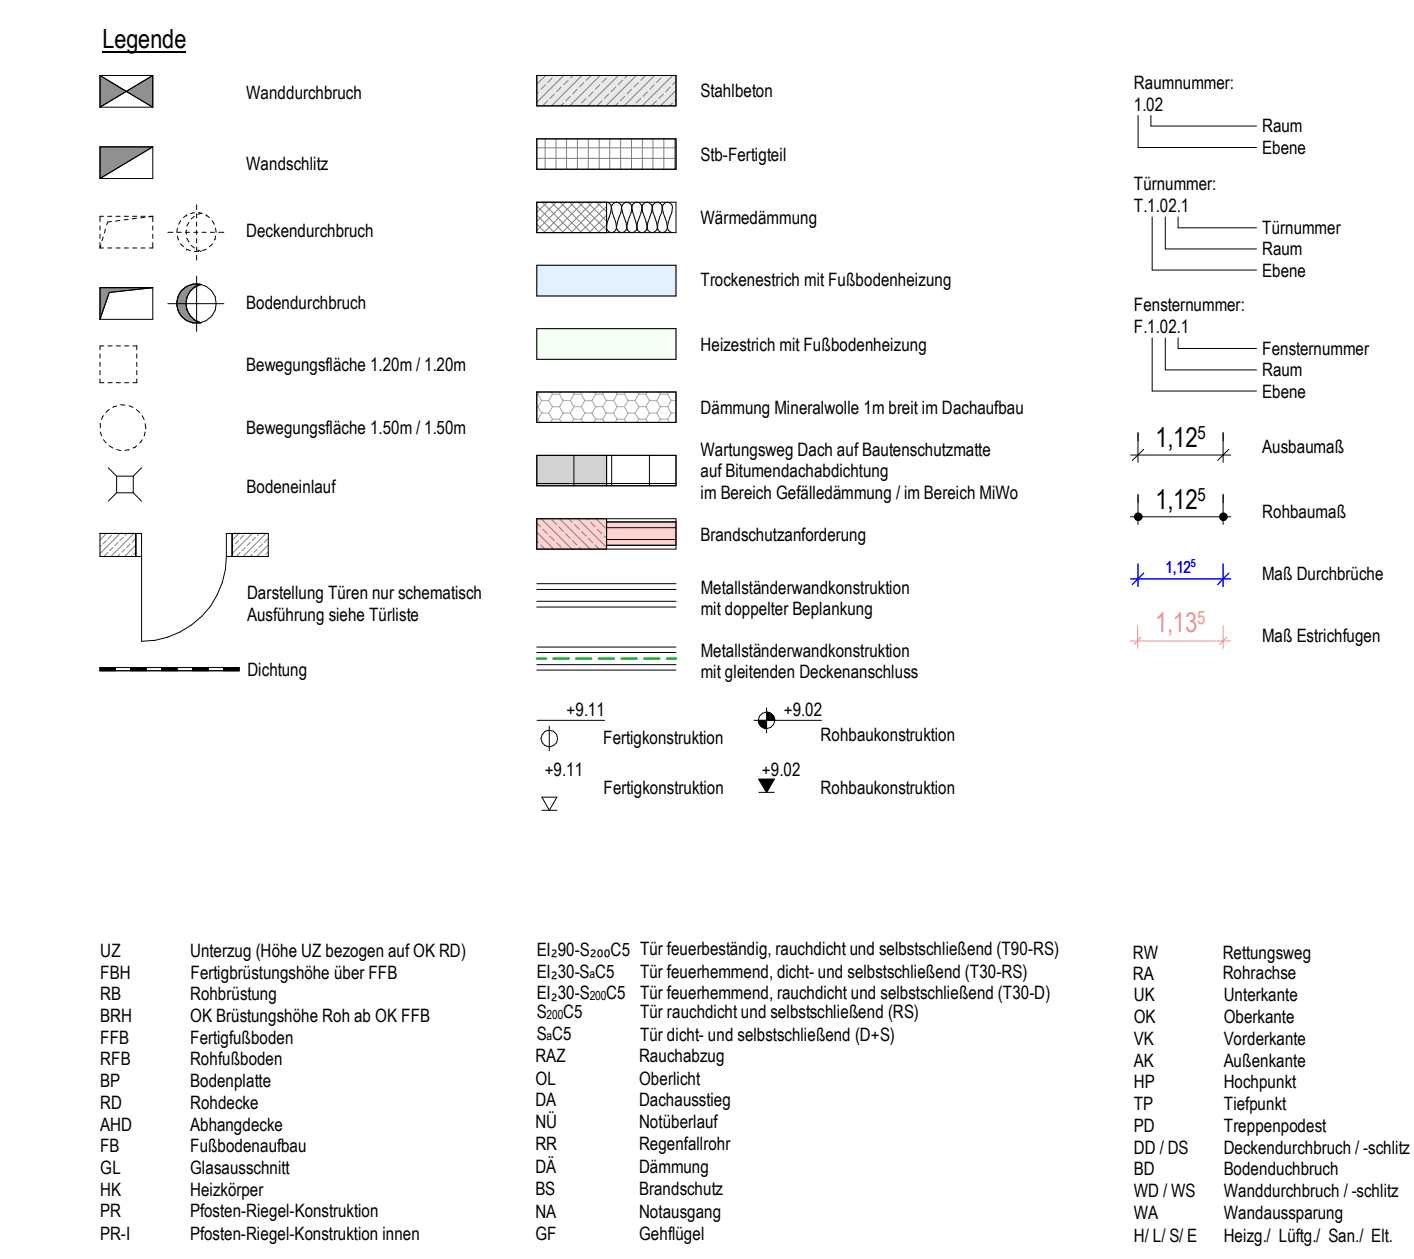 Legende
Wanddurchbruch
Wandschlitz
Deckendurchbruch
Bodendurchbruch
Bewegungsfläche 1.20m / 1.20m
Bewegungsfläche 1.50m / 1.50m
Bodeneinlauf
Darstellung Türen nur schematisch
Ausführung siehe Türliste
Dichtung
Stahlbeton
Stb-Fertigteil
Wärmedämmung
Trockenestrich mit Fußbodenheizung
Heizestrich mit Fußbodenheizung
Dämmung Mineralwolle 1m breit im Dachaufbau
Wartungsweg Dach auf Bautenschutzmatte
auf Bitumendachabdichtung
im Bereich Gefälledämmung / im Bereich MiWo
Brandschutzanforderung
Metallständerwandkonstruktion
mit doppelter Beplankung
Metallständerwandkonstruktion
mit gleitenden Deckenanschluss
+9.11 Fertigkonstruktion
+9.02 Rohbaukonstruktion
+9.11 Fertigkonstruktion
+9.02 Rohbaukonstruktion
Raumnummer:
1.02
Raum
Ebene
Türnummer:
T.1.02.1
Türnummer
Raum
Ebene
Fensternummer:
F.1.02.1
Fensternummer
Raum
Ebene
1,12⁵ Ausbaumaß
1,12⁵ Rohbaumaß
1,12⁵ Maß Durchbrüche
1,13⁵ Maß Estrichfugen
UZ Unterzug (Höhe UZ bezogen auf OK RD)
FBH Fertigbrüstungshöhe über FFB
RB Rohbrüstung
BRH OK Brüstungshöhe Roh ab OK FFB
FFB Fertigfußboden
RFB Rohfußboden
BP Bodenplatte
RD Rohdecke
AHD Abhangdecke
FB Fußbodenaufbau
GL Glasausschnitt
HK Heizkörper
PR Pfosten-Riegel-Konstruktion
PR-I Pfosten-Riegel-Konstruktion innen
EI₂90-S₂₀₀C5 Tür feuerbeständig, rauchdicht und selbstschließend (T90-RS)
EI₂30-SₐC5 Tür feuerhemmend, dicht- und selbstschließend (T30-RS)
EI₂30-S₂₀₀C5 Tür feuerhemmend, rauchdicht und selbstschließend (T30-D)
S₂₀₀C5 Tür rauchdicht und selbstschließend (RS)
SₐC5 Tür dicht- und selbstschließend (D+S)
RAZ Rauchabzug
OL Oberlicht
DA Dachausstieg
NÜ Notüberlauf
RR Regenfallrohr
DÄ Dämmung
BS Brandschutz
NA Notausgang
GF Gehflügel
RW Rettungsweg
RA Rohrachse
UK Unterkante
OK Oberkante
VK Vorderkante
AK Außenkante
HP Hochpunkt
TP Tiefpunkt
PD Treppenpodest
DD / DS Deckendurchbruch / -schlitz
BD Bodenduchbruch
WD / WS Wanddurchbruch / -schlitz
WA Wandaussparung
H/ L/ S/ E Heizg./ Lüftg./ San./ Elt.